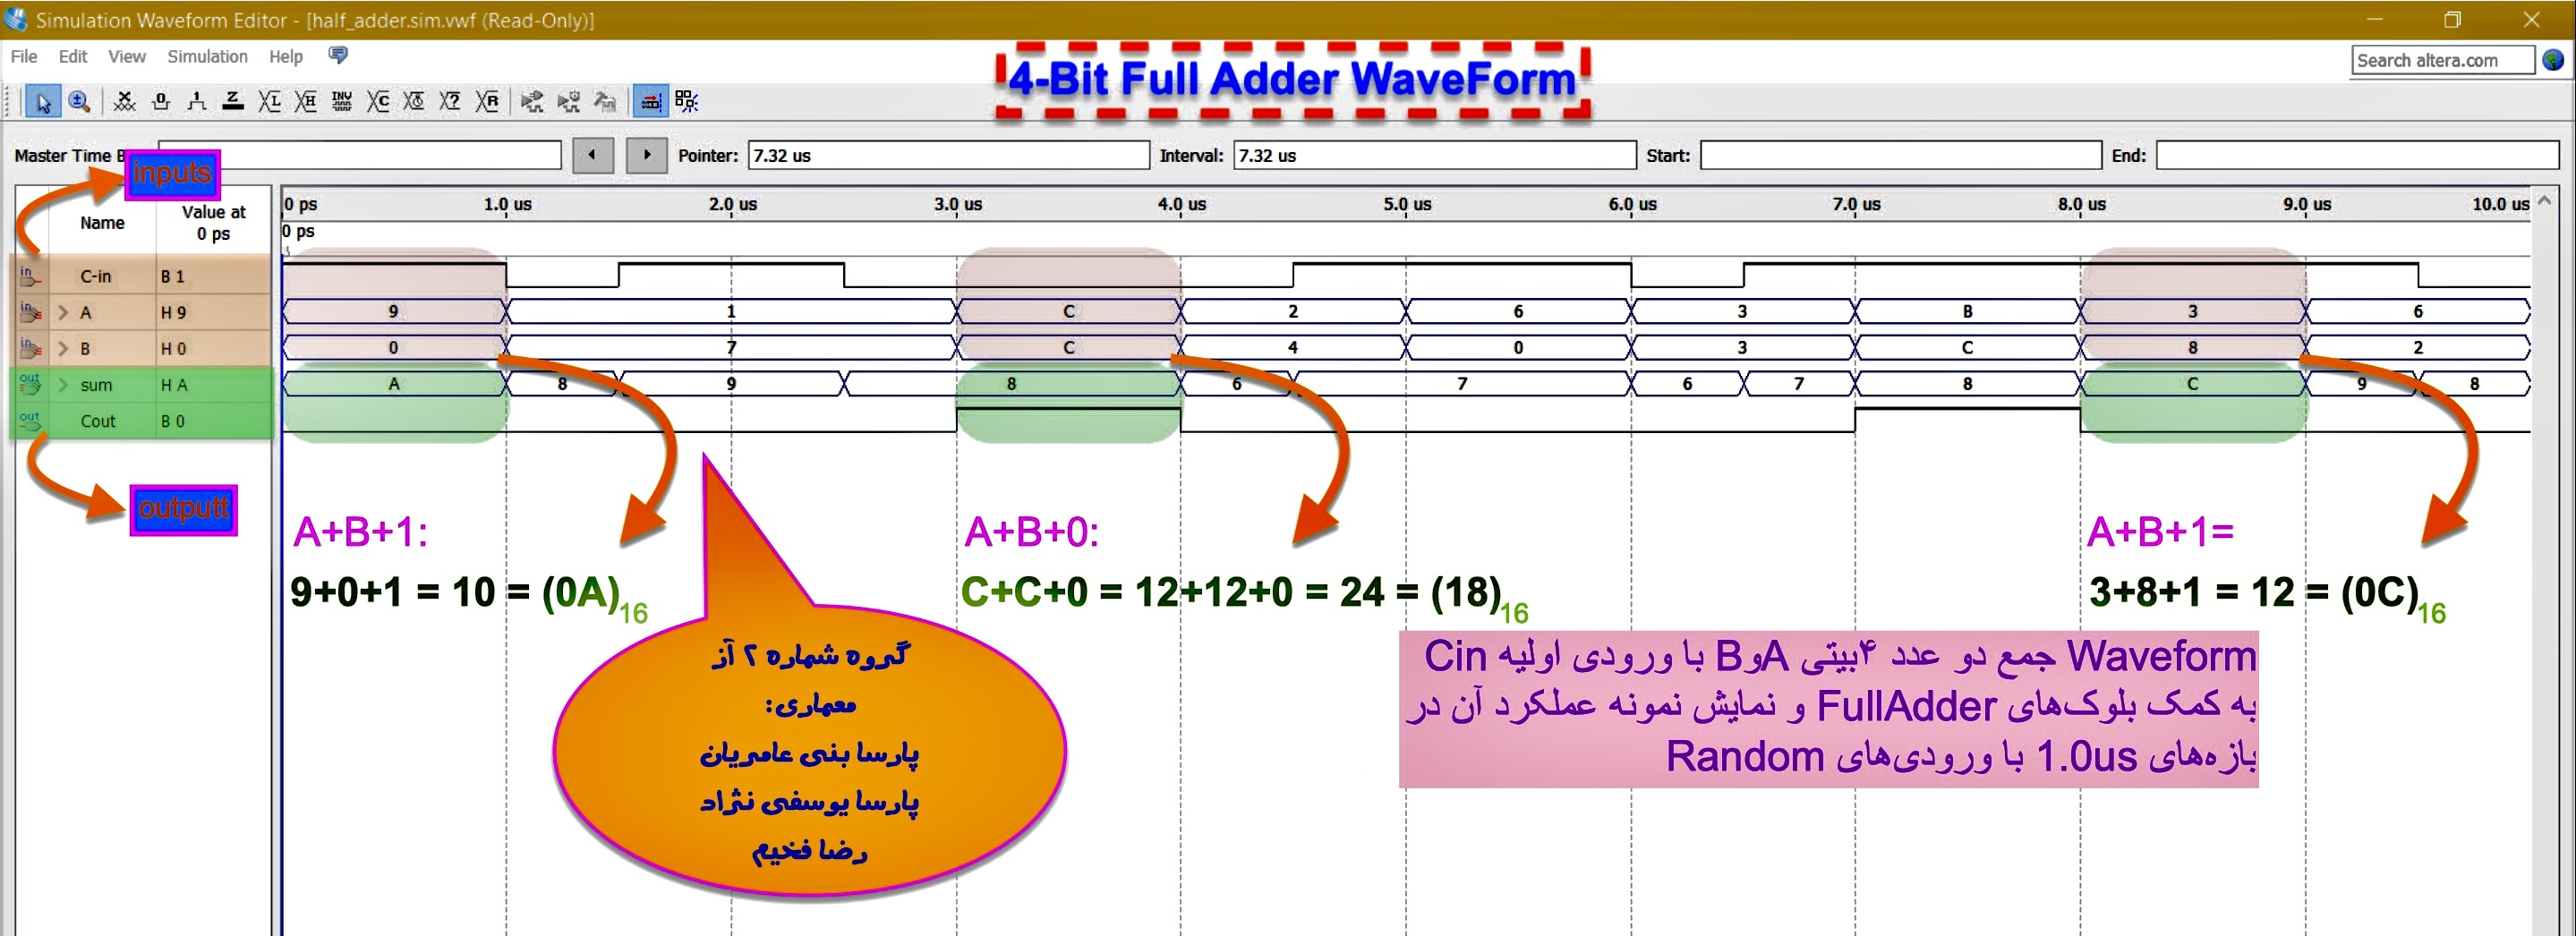 Simulation Waveform Editor - [half_adder.sim.vwf (Read-Only)]
File Edit View Simulation Help
Search altera.com
4-Bit Full Adder WaveForm
Master Time B
Pointer: 7.32 us
Interval: 7.32 us
Start:
End:
inputs
Name
Value at
0 ps
0 ps 1.0 us 2.0 us 3.0 us 4.0 us 5.0 us 6.0 us 7.0 us 8.0 us 9.0 us 10.0 us
0 ps
in C-in B 1
in A H 9 9 1 C 2 6 3 B 3 6
in B H 0 0 7 C 4 0 3 C 8 2
out sum H A A 8 9 8 6 7 6 7 8 C 9 8
out Cout B 0
outputt
A+B+1:
9+0+1 = 10 = (0A)16
A+B+0:
C+C+0 = 12+12+0 = 24 = (18)16
A+B+1=
3+8+1 = 12 = (0C)16
گروه شماره ۲ آز
معماری:
پارسا بنی عامریان
پارسا یوسفی نژاد
رضا فخیم
Waveform جمع دو عدد ۴بیتی AوB با ورودی اولیه Cin
به کمک بلوک‌های FullAdder و نمایش نمونه عملکرد آن در
بازه‌های 1.0us با ورودی‌های Random